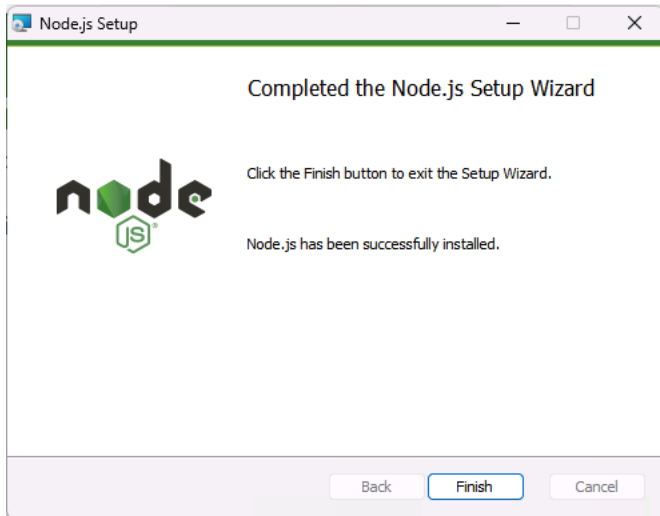 Node.js Setup
Completed the Node.js Setup Wizard
Click the Finish button to exit the Setup Wizard.
node
JS
Node.js has been successfully installed.
Back
Finish
Cancel